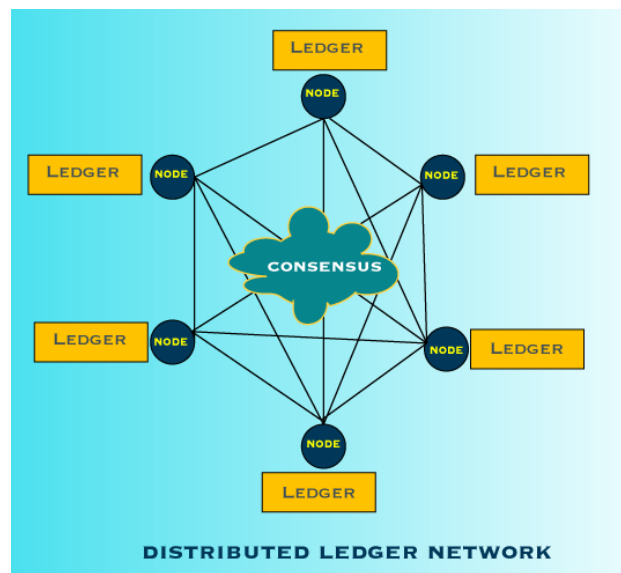 LEDGER
NODE
LEDGER
NODE
NODE
LEDGER
CONSENSUS
LEDGER
NODE
NODE
LEDGER
NODE
LEDGER
DISTRIBUTED LEDGER NETWORK